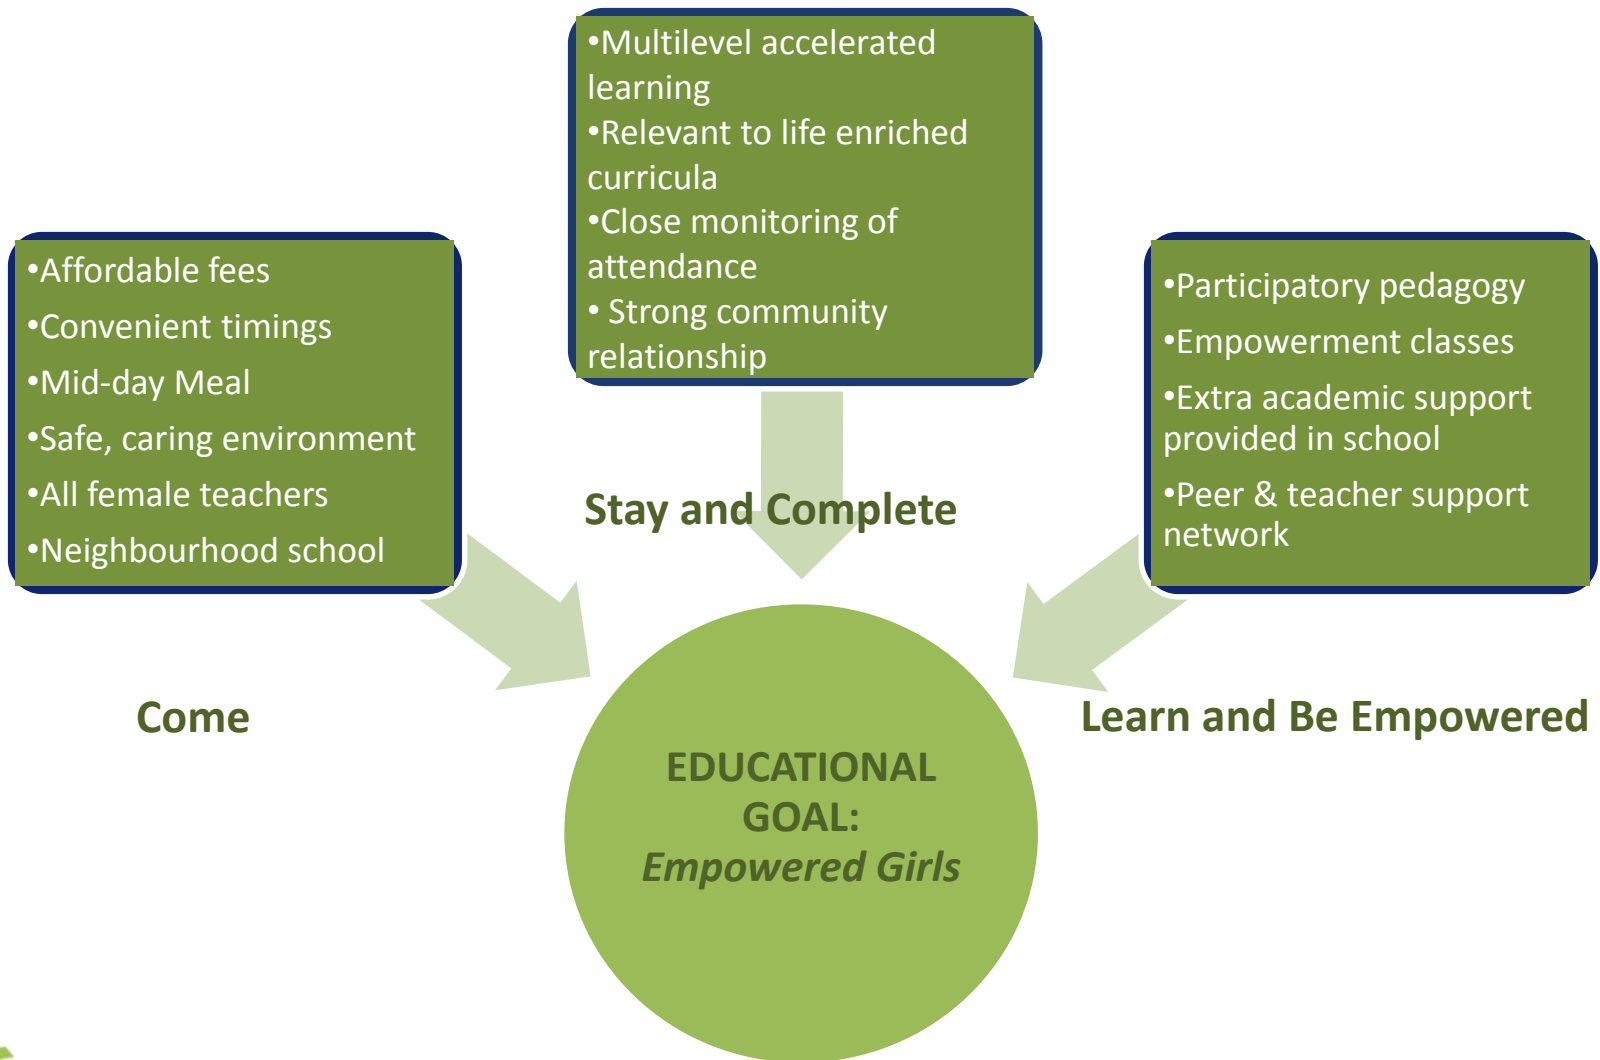 •Multilevel accelerated
learning
•Relevant to life enriched
curricula
•Close monitoring of
attendance
• Strong community
relationship
•Affordable fees
•Convenient timings
•Mid-day Meal
•Safe, caring environment
•All female teachers
•Neighbourhood school
•Participatory pedagogy
•Empowerment classes
•Extra academic support
provided in school
•Peer & teacher support
network
Stay and Complete
Come
Learn and Be Empowered
EDUCATIONAL
GOAL:
Empowered Girls